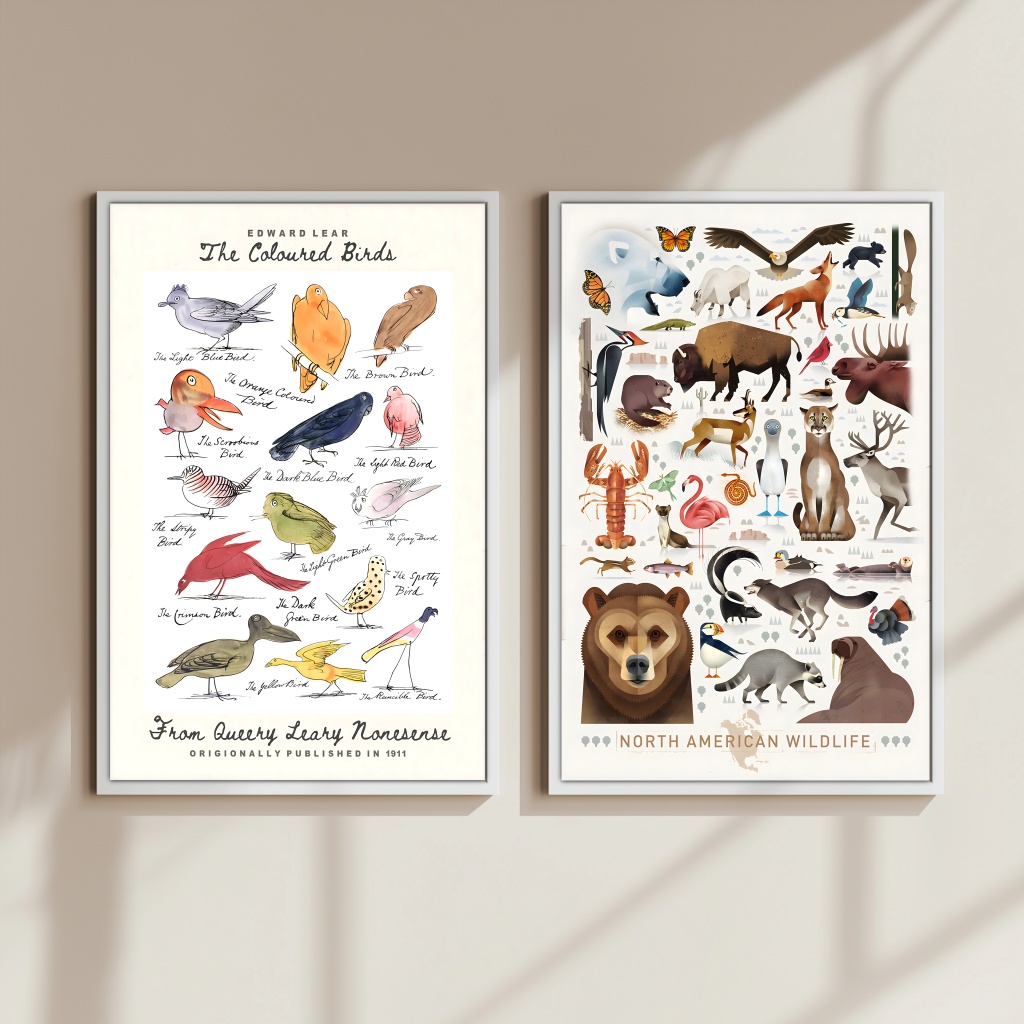 EDWARD LEAR
The Coloured Birds
The Light Blue Bird.
The Orange Coloured
Bird
The Brown Bird.
The Scroobious
Bird
The Dark Blue Bird.
The Light Red Bird
The Stripy
Bird
The Light Green Bird
The Gray Bird.
The Crimson Bird.
The Dark
Green Bird
The Spotty
Bird
The Yellow Bird
The Runcible Bird.
From Queery Leary Nonesense
ORIGIONALLY PUBLISHED IN 1911
NORTH AMERICAN WILDLIFE